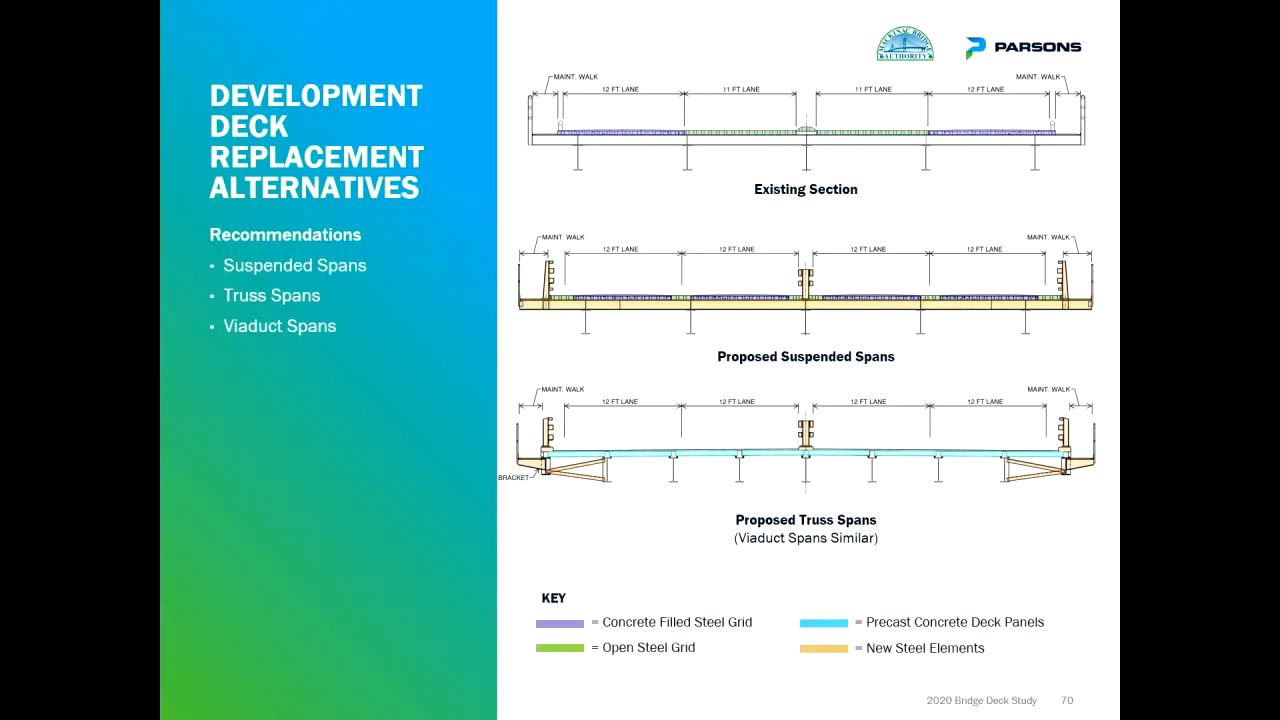 DEVELOPMENT
DECK
REPLACEMENT
ALTERNATIVES
Recommendations
• Suspended Spans
• Truss Spans
• Viaduct Spans
MACKINAC BRIDGE
AUTHORITY
PARSONS
MAINT. WALK
MAINT. WALK
12 FT LANE
11 FT LANE
11 FT LANE
12 FT LANE
Existing Section
MAINT. WALK
MAINT. WALK
12 FT LANE
12 FT LANE
12 FT LANE
12 FT LANE
Proposed Suspended Spans
MAINT. WALK
MAINT. WALK
12 FT LANE
12 FT LANE
12 FT LANE
12 FT LANE
BRACKET
Proposed Truss Spans
(Viaduct Spans Similar)
KEY
= Concrete Filled Steel Grid
= Precast Concrete Deck Panels
= Open Steel Grid
= New Steel Elements
2020 Bridge Deck Study 70